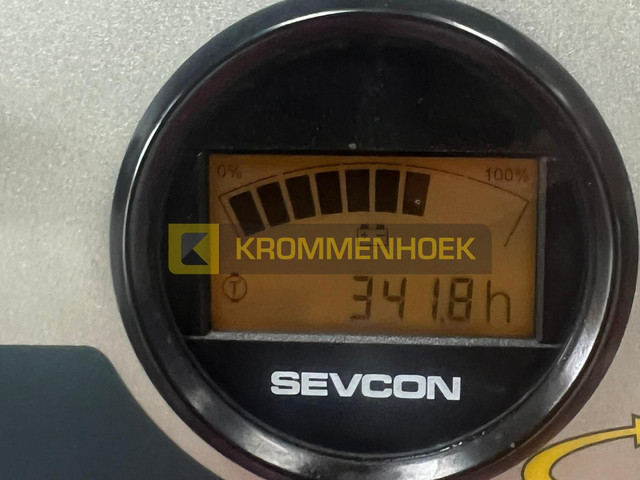 0%
100%
KROMMENHOEK
T
341.8h
SEVCON